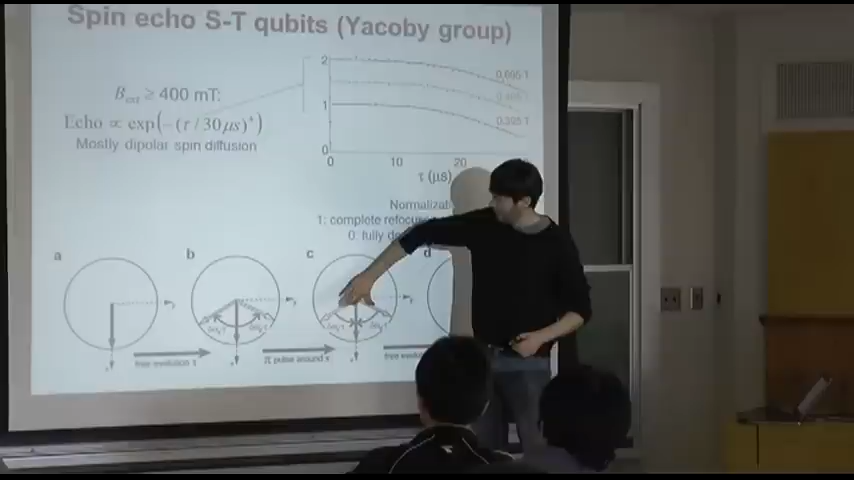 Spin echo S-T qubits (Yacoby group)
B_ext ≥ 400 mT:
Echo ∝ exp(-(τ/30μs)⁴)
Mostly dipolar spin diffusion
2
1
0
0 10 20
τ (μs)
0.695 T
0.395 T
Normalizat
1: complete refocus
0: fully de
a b c d
free evolution τ
π pulse around x
free evolu